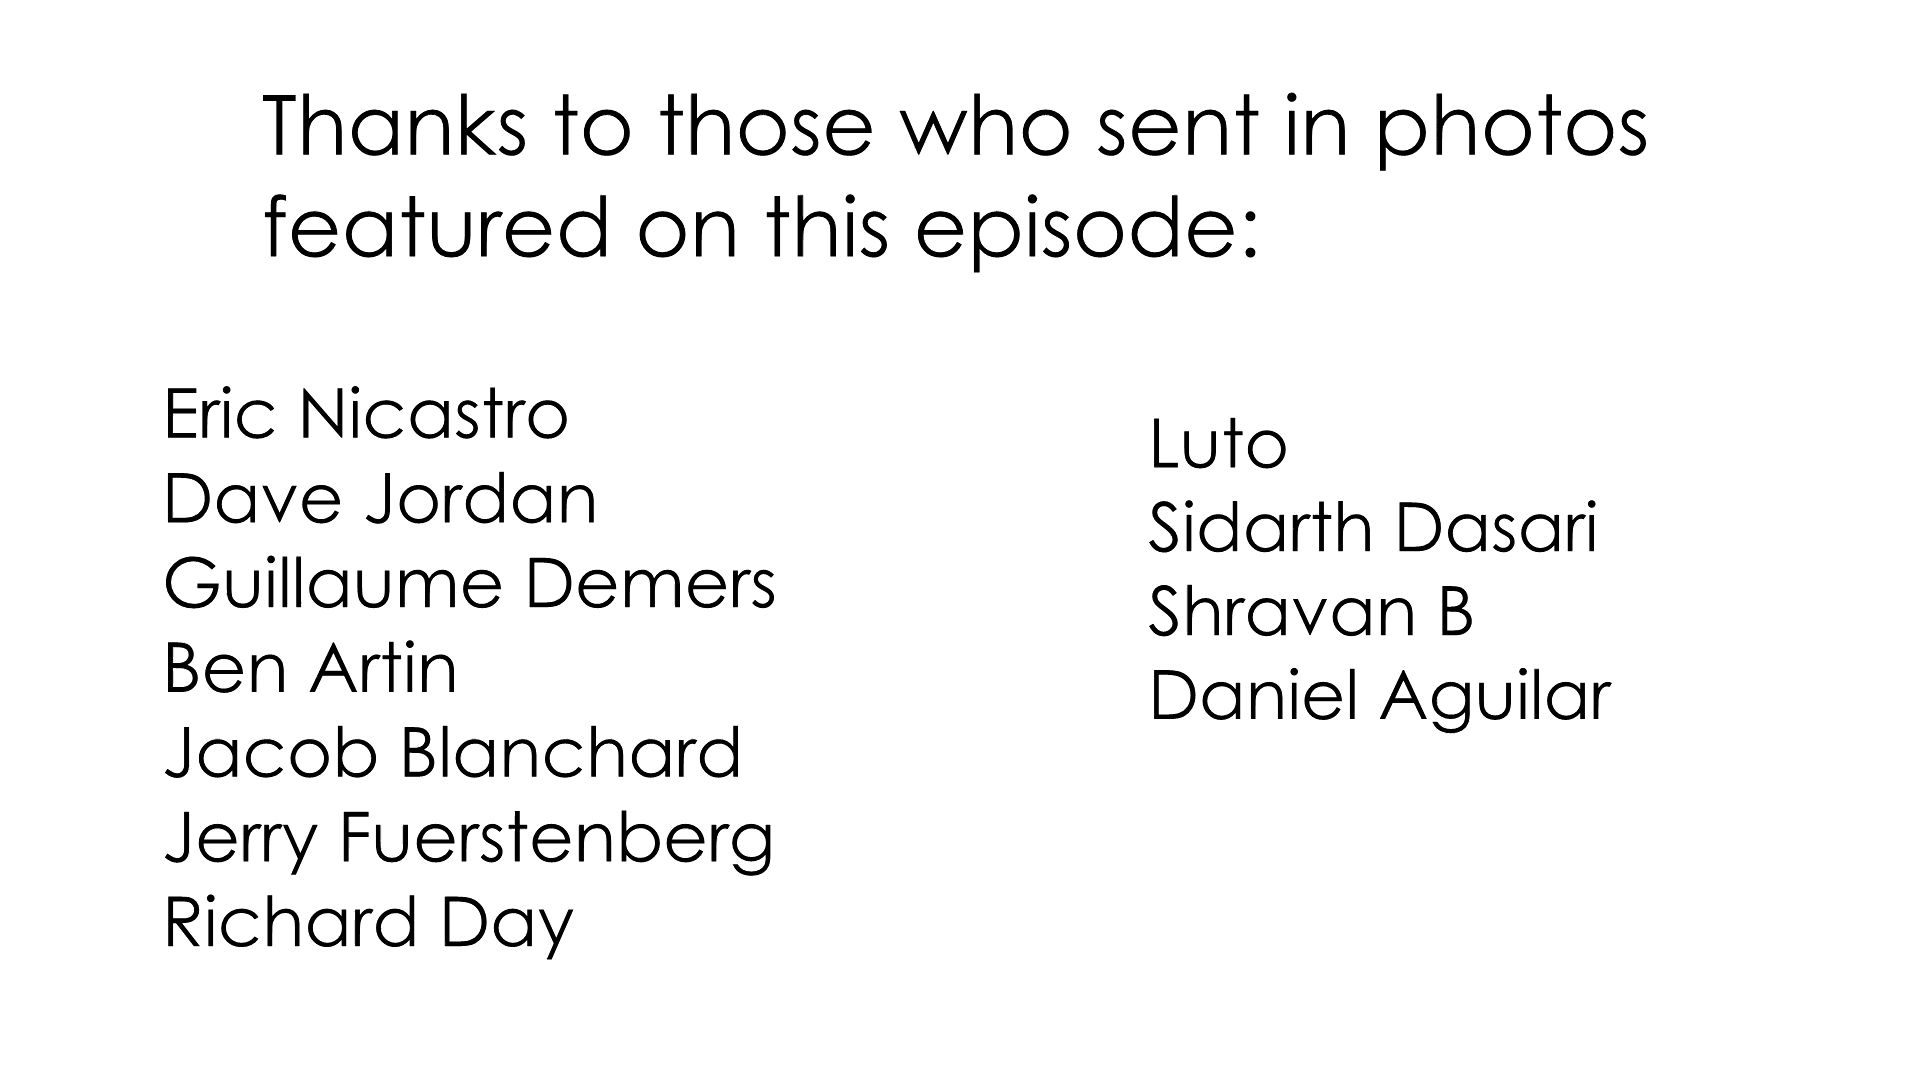 Thanks to those who sent in photos
featured on this episode:
Eric Nicastro
Dave Jordan
Guillaume Demers
Ben Artin
Jacob Blanchard
Jerry Fuerstenberg
Richard Day
Luto
Sidarth Dasari
Shravan B
Daniel Aguilar